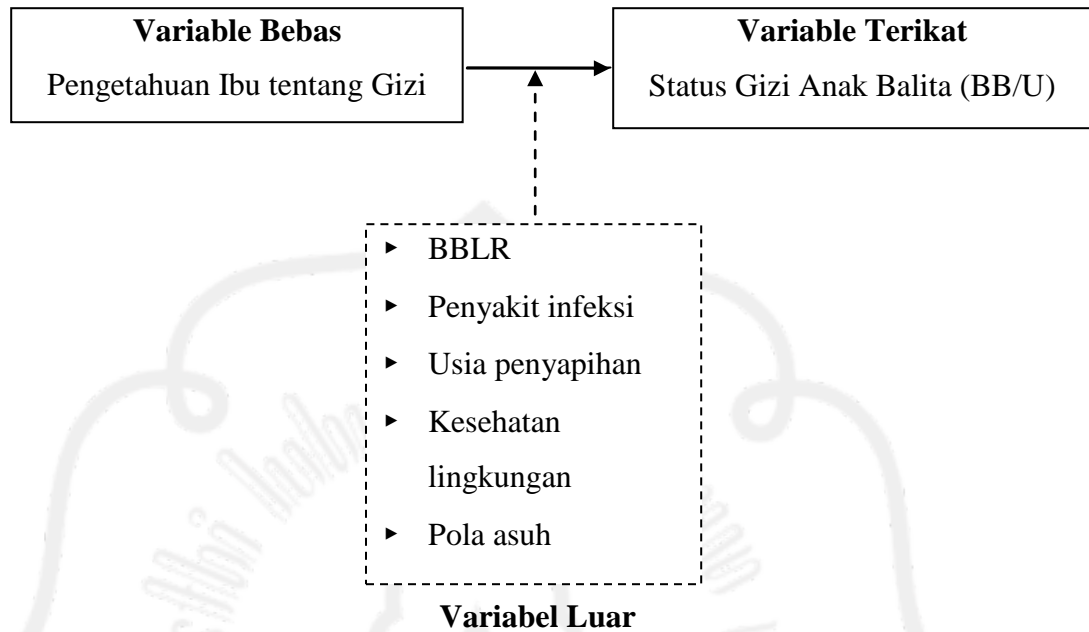 Variable Bebas
Pengetahuan Ibu tentang Gizi
Variable Terikat
Status Gizi Anak Balita (BB/U)
▸ BBLR
▸ Penyakit infeksi
▸ Usia penyapihan
▸ Kesehatan
lingkungan
▸ Pola asuh
Variabel Luar